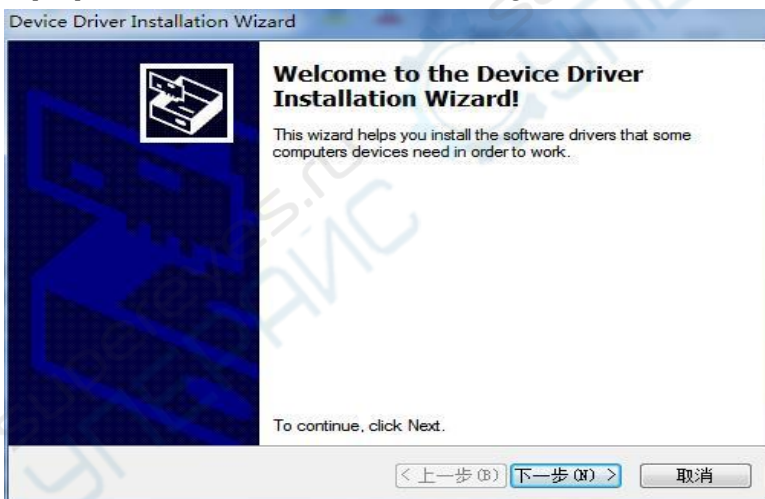 Device Driver Installation Wizard
Welcome to the Device Driver
Installation Wizard!
This wizard helps you install the software drivers that some
computers devices need in order to work.
To continue, click Next.
< 上一步(B) 下一步(N) > 取消